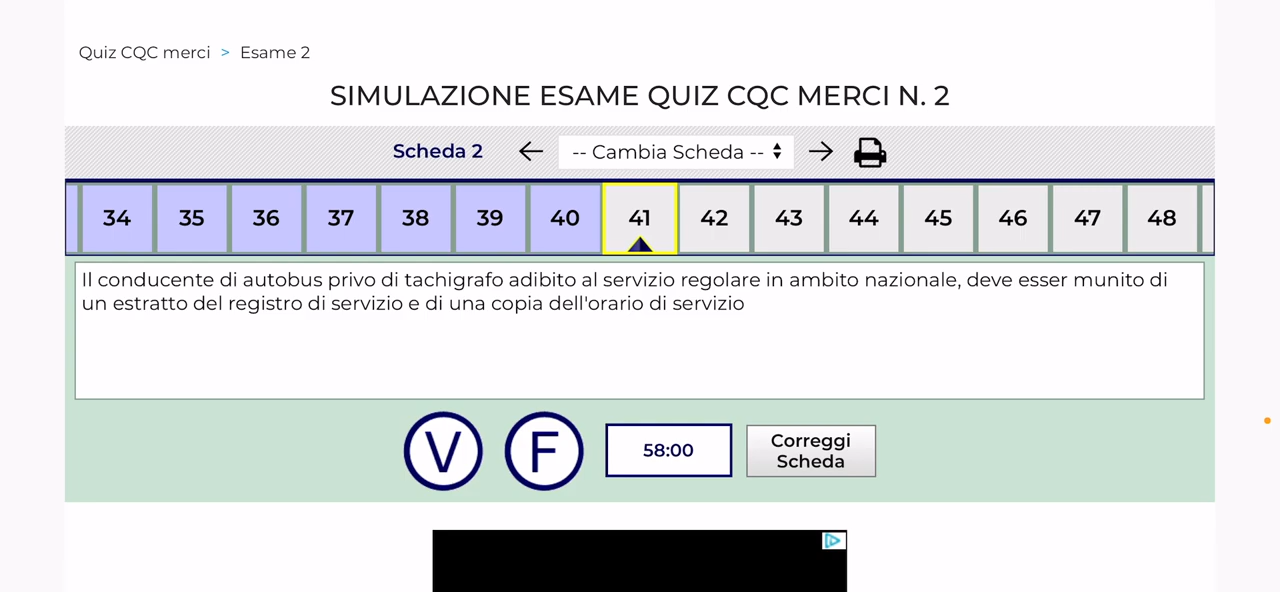 Quiz CQC merci > Esame 2
SIMULAZIONE ESAME QUIZ CQC MERCI N. 2
Scheda 2 ← -- Cambia Scheda -- →
34 35 36 37 38 39 40 41 42 43 44 45 46 47 48
Il conducente di autobus privo di tachigrafo adibito al servizio regolare in ambito nazionale, deve esser munito di
un estratto del registro di servizio e di una copia dell'orario di servizio
V F 58:00 Correggi
Scheda